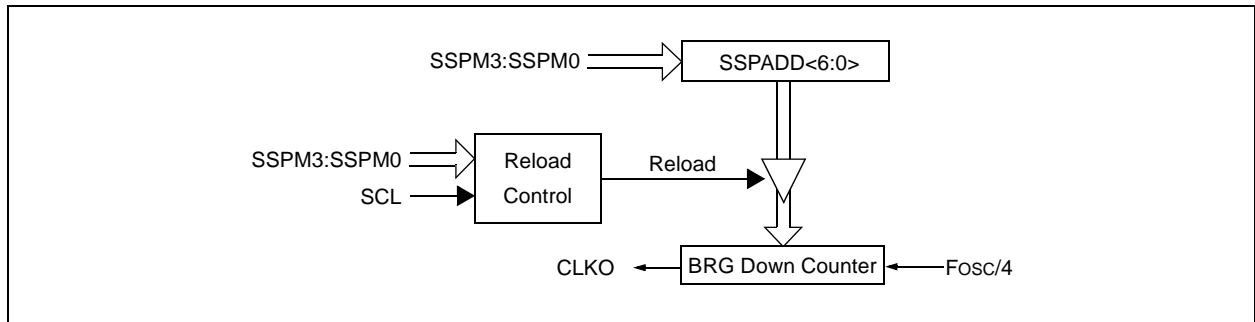 SSPM3:SSPM0
SSPADD<6:0>
SSPM3:SSPM0
SCL
Reload
Control
Reload
CLKO
BRG Down Counter
FOSC/4